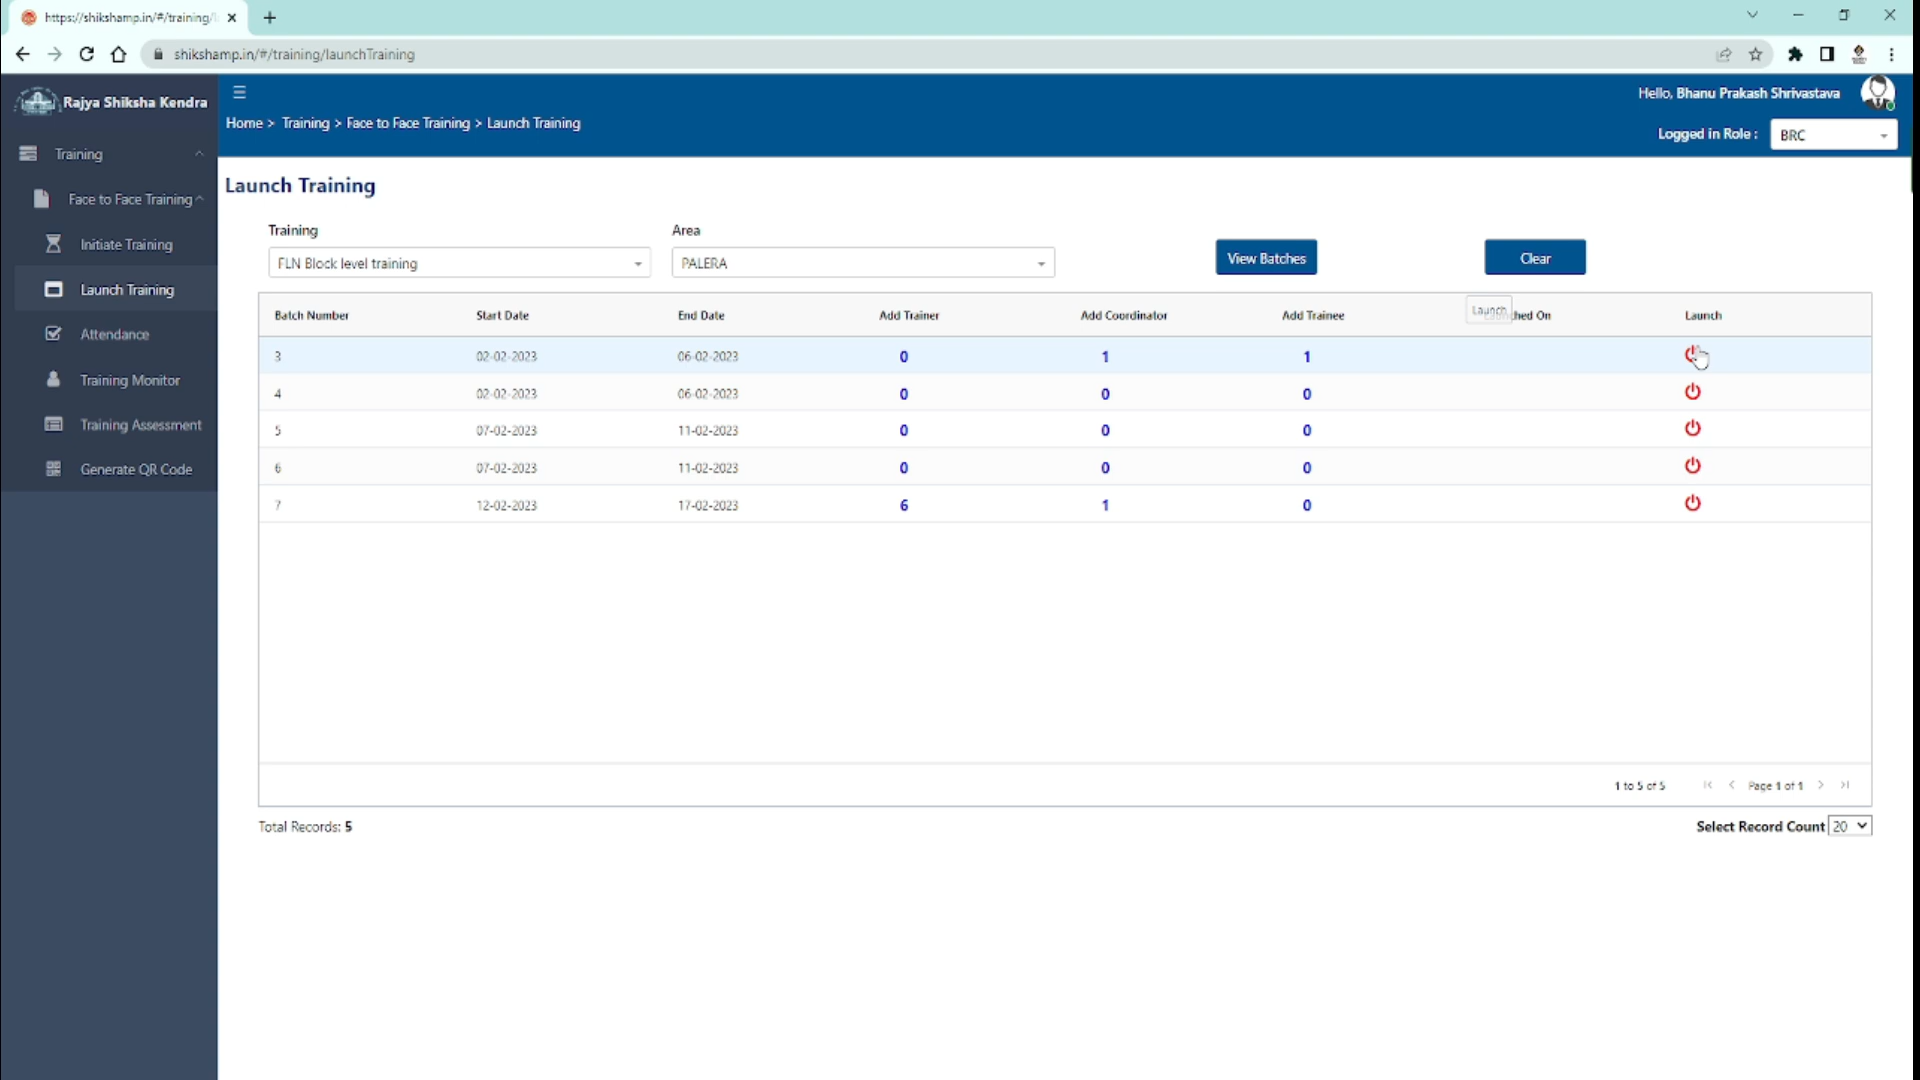 https://shikshamp.in/#/training/l
shikshamp.in/#/training/launchTraining
Rajya Shiksha Kendra
Hello, Bhanu Prakash Shrivastava
Home > Training > Face to Face Training > Launch Training
Logged in Role : BRC
Training
Face to Face Training
Initiate Training
Launch Training
Attendance
Training Monitor
Training Assessment
Generate QR Code
Launch Training
Training Area
FLN Block level training PALERA View Batches Clear
Batch Number Start Date End Date Add Trainer Add Coordinator Add Trainee Launch ched On Launch
3 02-02-2023 06-02-2023 0 1 1
4 02-02-2023 06-02-2023 0 0 0
5 07-02-2023 11-02-2023 0 0 0
6 07-02-2023 11-02-2023 0 0 0
7 12-02-2023 17-02-2023 6 1 0
1 to 5 of 5 Page 1 of 1
Total Records: 5 Select Record Count 20